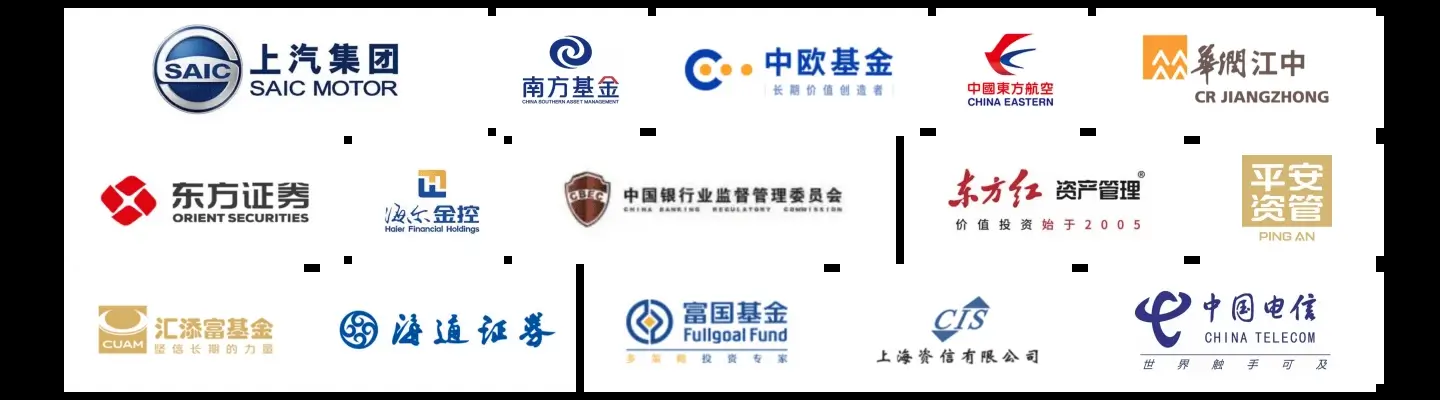 SAIC
上汽集团
SAIC MOTOR
南方基金
CHINA SOUTHERN ASSET MANAGEMENT
中欧基金
长期价值创造者
中國東方航空
CHINA EASTERN
華潤江中
CR JIANGZHONG
东方证券
ORIENT SECURITIES
海尔金控
Haier Financial Holdings
CBRC
中国银行业监督管理委员会
CHINA BANKING REGULATORY COMMISSION
东方红 资产管理®
价值投资始于2005
平安
资管
PING AN
CUAM
汇添富基金
坚信长期的力量
海通证券
富国基金
Fullgoal Fund
投资专家
CIS
上海资信有限公司
中国电信
CHINA TELECOM
世界触手可及